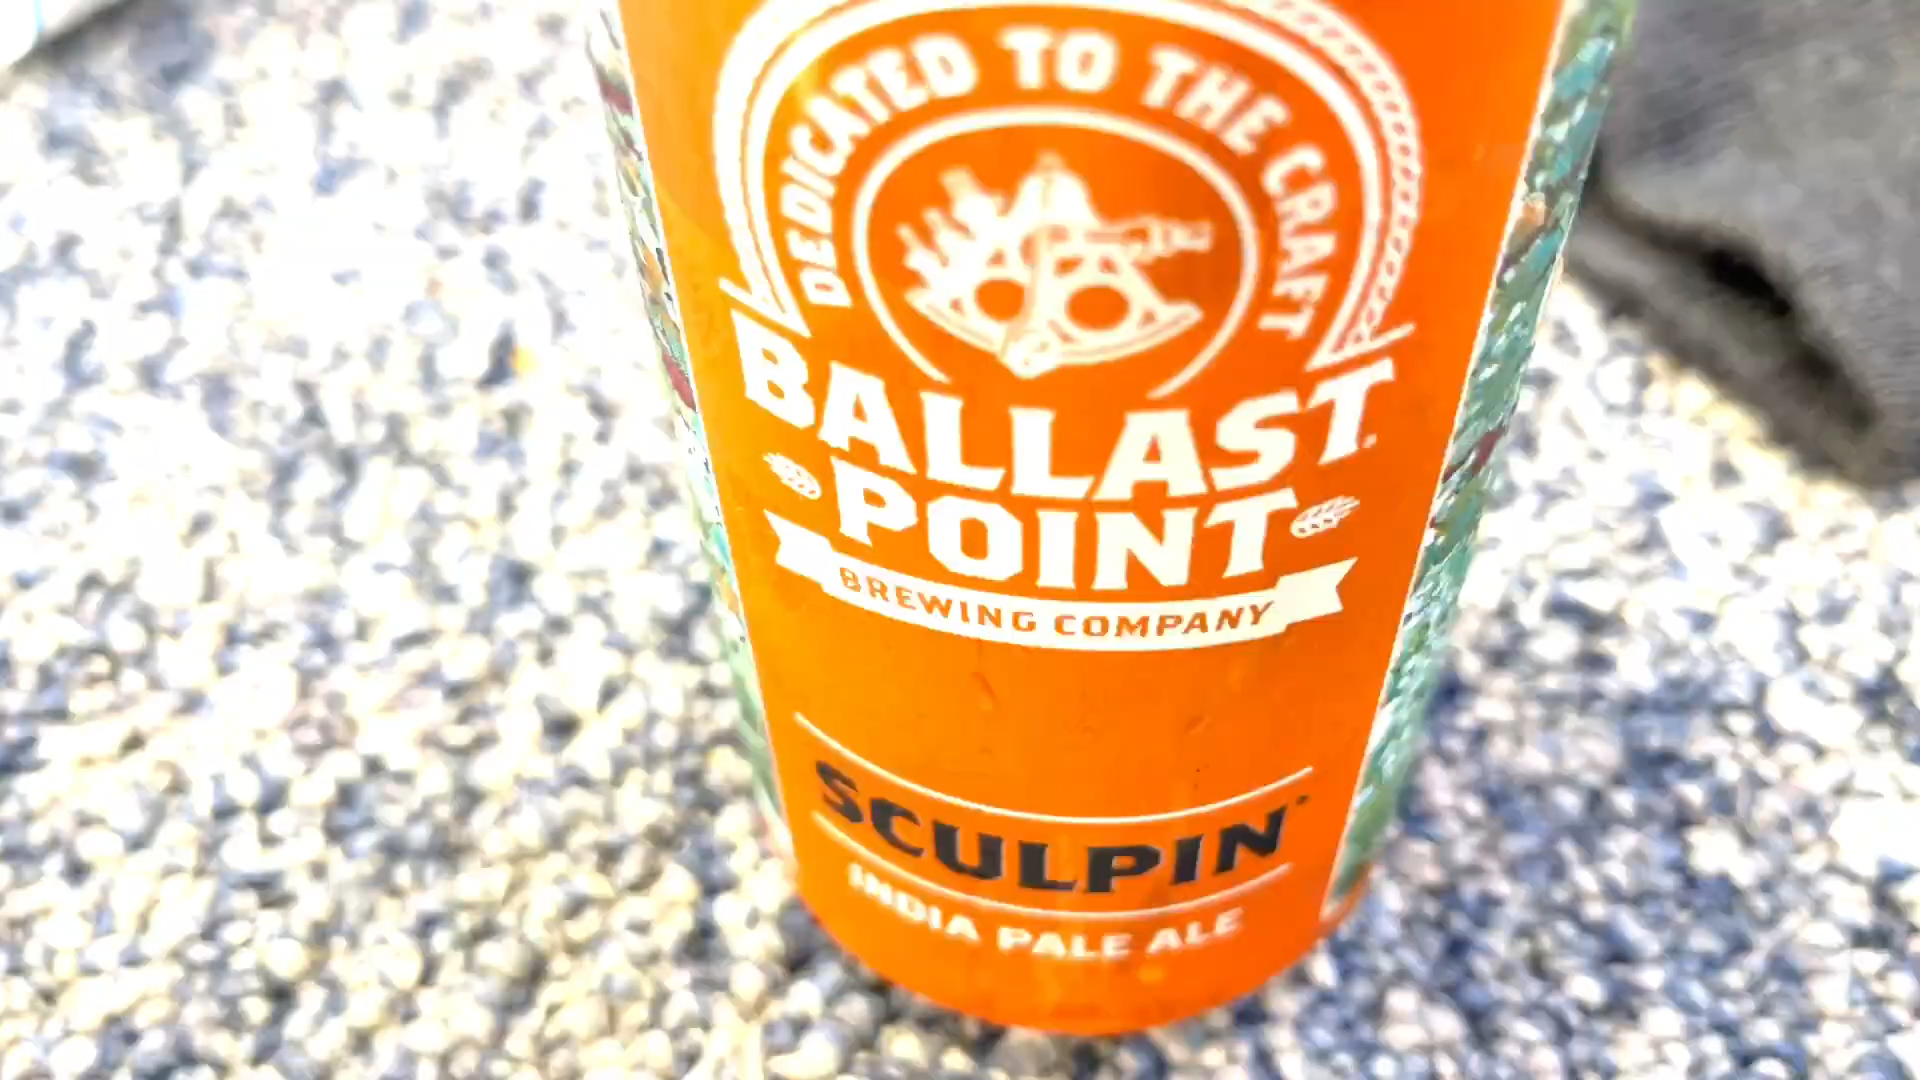 DEDICATED TO THE CRAFT
BALLAST
POINT
BREWING COMPANY
SCULPIN
INDIA PALE ALE